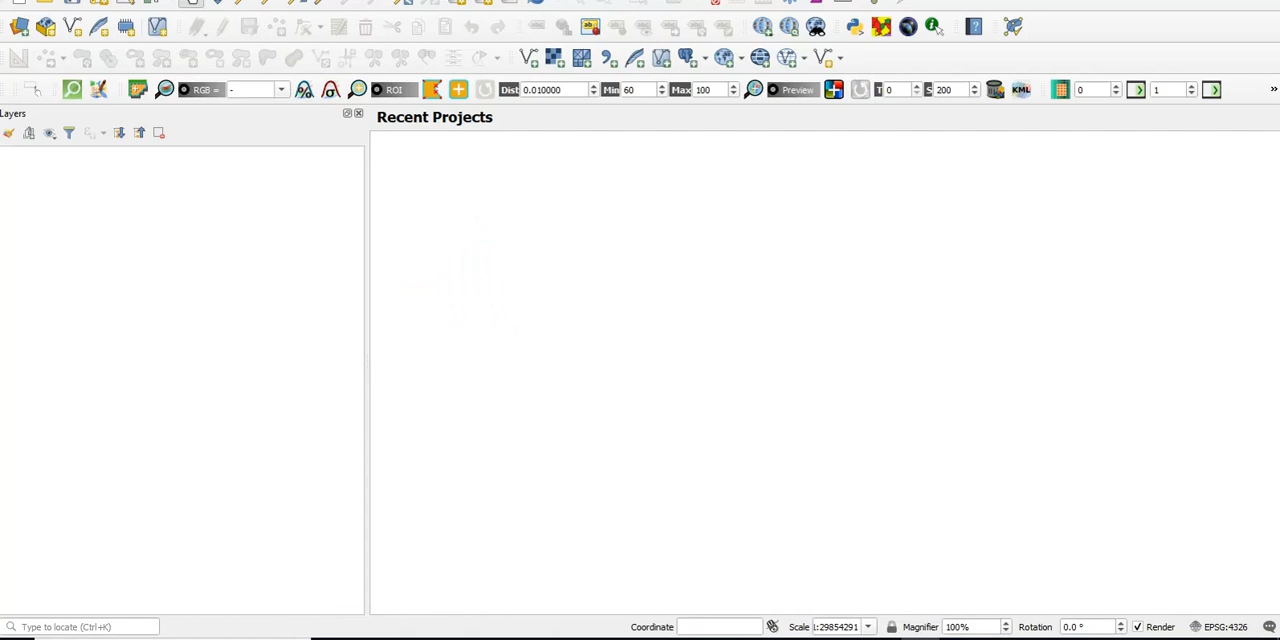 RGB = - ROI Dist 0.010000 Min 60 Max 100 Preview T 0 S 200 KML 0 1 »
Layers
Recent Projects
Type to locate (Ctrl+K) Coordinate Scale 1:29854291 Magnifier 100% Rotation 0.0 ° Render EPSG:4326